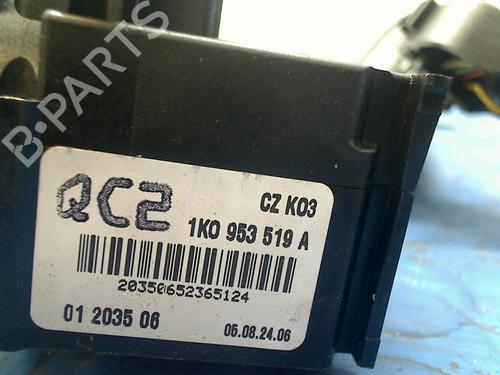 B-PARTS
QC2
CZ K03
1K0 953 519 A
20350652365124
01 2035 06
05.08.24.06